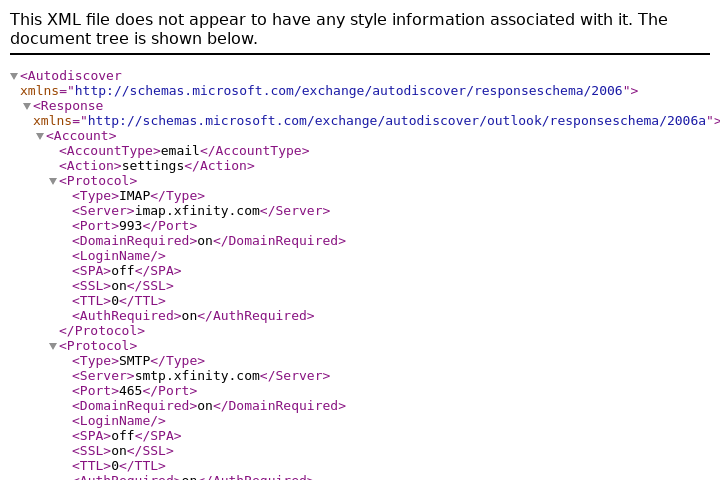 This XML file does not appear to have any style information associated with it. The
document tree is shown below.
<Autodiscover
xmlns="http://schemas.microsoft.com/exchange/autodiscover/responseschema/2006">
<Response
xmlns="http://schemas.microsoft.com/exchange/autodiscover/outlook/responseschema/2006a">
<Account>
<AccountType>email</AccountType>
<Action>settings</Action>
<Protocol>
<Type>IMAP</Type>
<Server>imap.xfinity.com</Server>
<Port>993</Port>
<DomainRequired>on</DomainRequired>
<LoginName/>
<SPA>off</SPA>
<SSL>on</SSL>
<TTL>0</TTL>
<AuthRequired>on</AuthRequired>
</Protocol>
<Protocol>
<Type>SMTP</Type>
<Server>smtp.xfinity.com</Server>
<Port>465</Port>
<DomainRequired>on</DomainRequired>
<LoginName/>
<SPA>off</SPA>
<SSL>on</SSL>
<TTL>0</TTL>
<AuthRequired>on</AuthRequired>